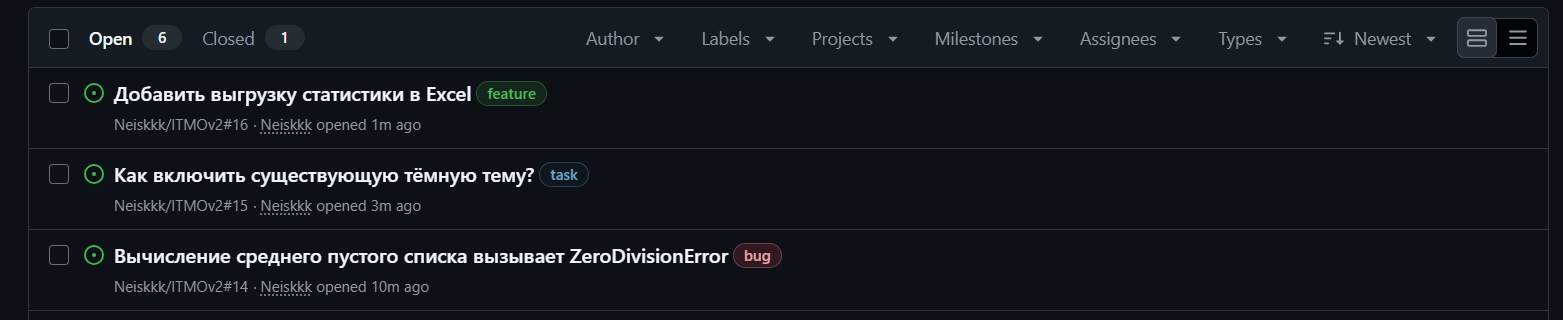 Open 6 Closed 1 Author Labels Projects Milestones Assignees Types Newest
Добавить выгрузку статистики в Excel feature
Neiskkk/ITMOv2#16 · Neiskkk opened 1m ago
Как включить существующую тёмную тему? task
Neiskkk/ITMOv2#15 · Neiskkk opened 3m ago
Вычисление среднего пустого списка вызывает ZeroDivisionError bug
Neiskkk/ITMOv2#14 · Neiskkk opened 10m ago